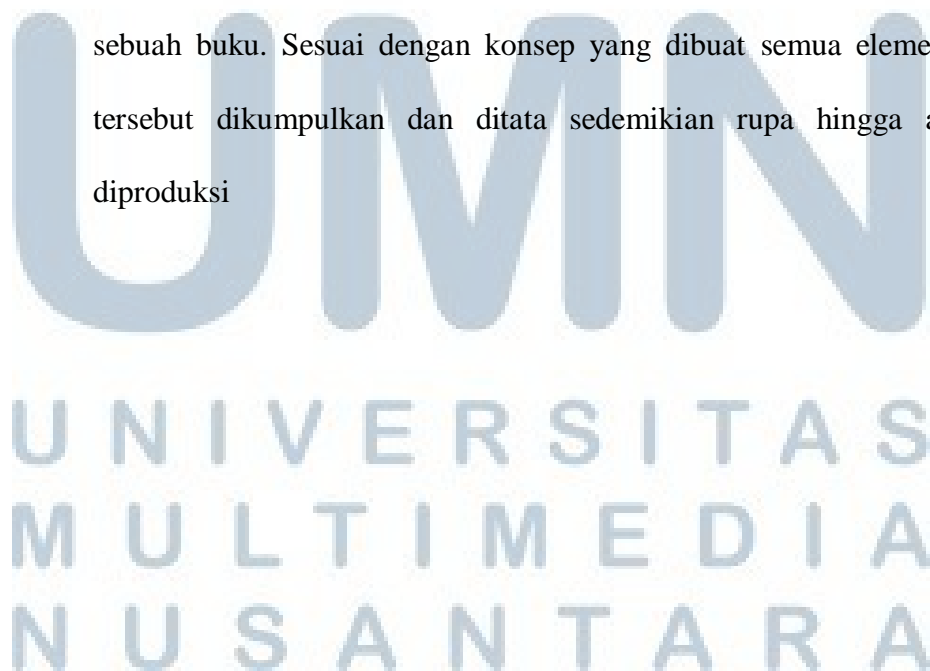 sebuah buku. Sesuai dengan konsep yang dibuat semua eleme
tersebut dikumpulkan dan ditata sedemikian rupa hingga a
diproduksi
UMN
UNIVERSITAS
MULTIMEDIA
NUSANTARA